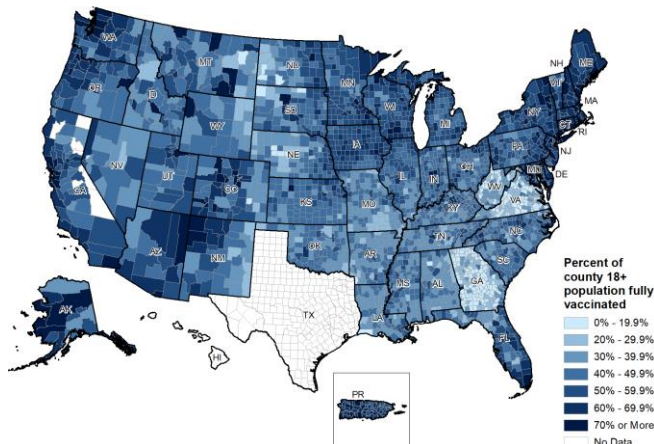 WA
MT
ND
MN
OR
ID
WY
SD
WI
MI
NH
VT
ME
NY
MA
CT
RI
NV
UT
CO
NE
IA
IL
IN
OH
PA
NJ
MD
DE
CA
AZ
NM
KS
MO
KY
WV
VA
OK
AR
TN
NC
SC
TX
LA
MS
AL
GA
FL
AK
HI
PR
Percent of
county 18+
population fully
vaccinated
0% - 19.9%
20% - 29.9%
30% - 39.9%
40% - 49.9%
50% - 59.9%
60% - 69.9%
70% or More
No Data